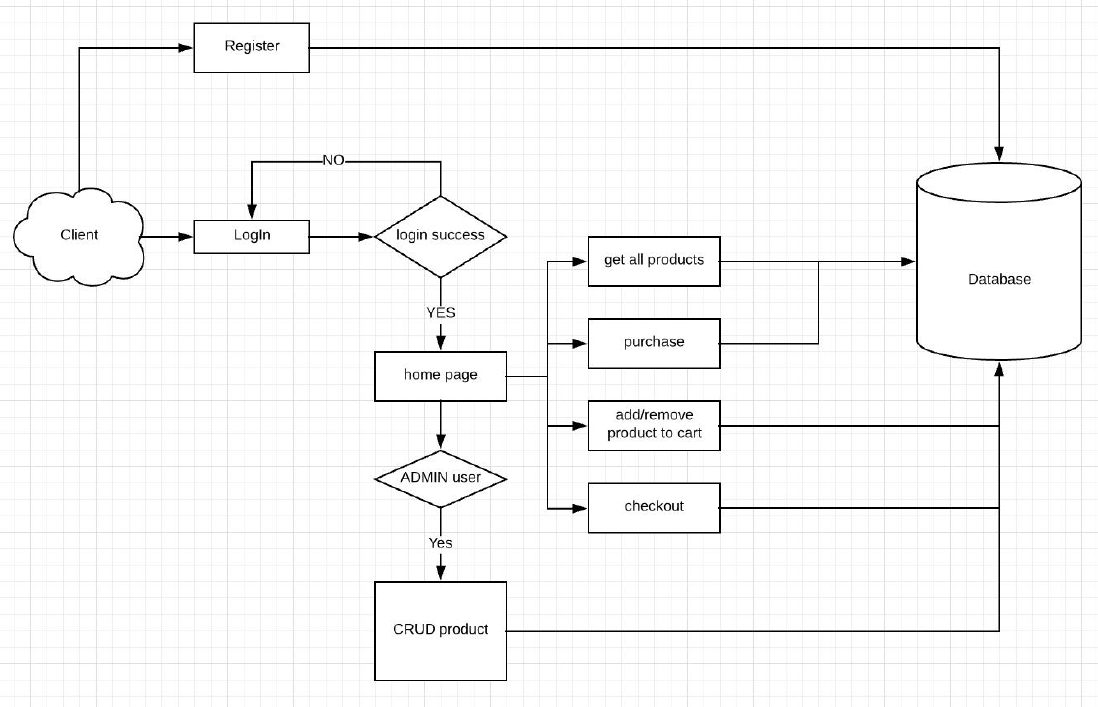 Register
NO
Client
LogIn
login success
get all products
Database
YES
purchase
home page
add/remove
product to cart
ADMIN user
checkout
Yes
CRUD product